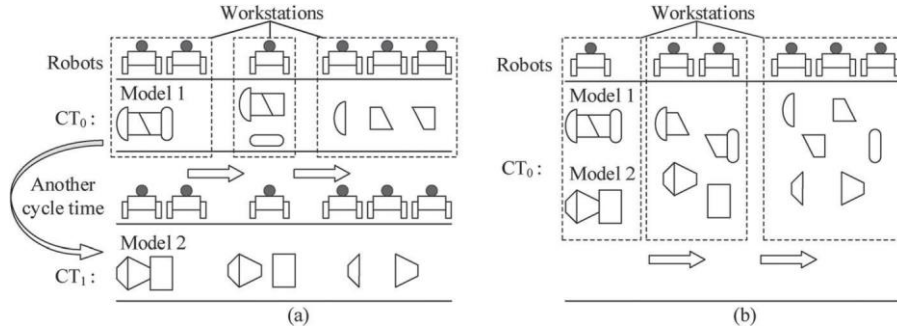 Workstations
Robots
Model 1
CT0 :
Another
cycle time
Model 2
CT1 :
(a)
Workstations
Robots
Model 1
CT0 :
Model 2
(b)